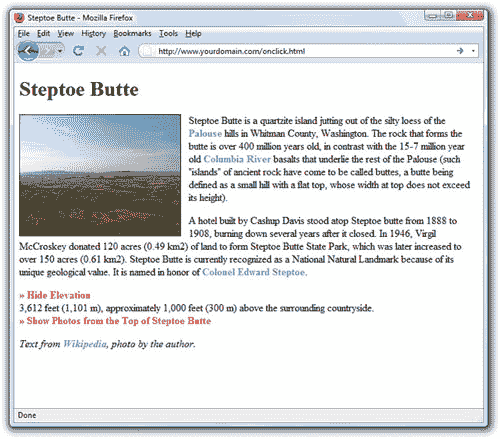 Steptoe Butte - Mozilla Firefox
File Edit View History Bookmarks Tools Help
http://www.yourdomain.com/onclick.html
Steptoe Butte
Steptoe Butte is a quartzite island jutting out of the silty loess of the
Palouse hills in Whitman County, Washington. The rock that forms the
butte is over 400 million years old, in contrast with the 15-7 million year
old Columbia River basalts that underlie the rest of the Palouse (such
"islands" of ancient rock have come to be called buttes, a butte being
defined as a small hill with a flat top, whose width at top does not exceed
its height).
A hotel built by Cashup Davis stood atop Steptoe butte from 1888 to
1908, burning down several years after it closed. In 1946, Virgil
McCroskey donated 120 acres (0.49 km2) of land to form Steptoe Butte State Park, which was later increased to
over 150 acres (0.61 km2). Steptoe Butte is currently recognized as a National Natural Landmark because of its
unique geological value. It is named in honor of Colonel Edward Steptoe.
» Hide Elevation
3,612 feet (1,101 m), approximately 1,000 feet (300 m) above the surrounding countryside.
» Show Photos from the Top of Steptoe Butte
Text from Wikipedia, photo by the author.
Done